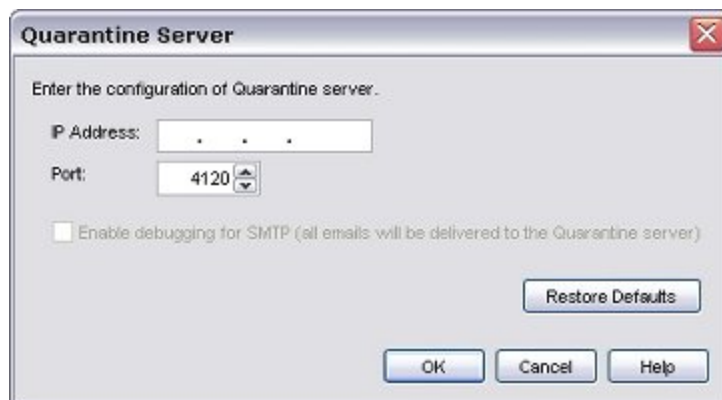 Quarantine Server
Enter the configuration of Quarantine server.
IP Address: . . .
Port: 4120
Enable debugging for SMTP (all emails will be delivered to the Quarantine server)
Restore Defaults
OK Cancel Help